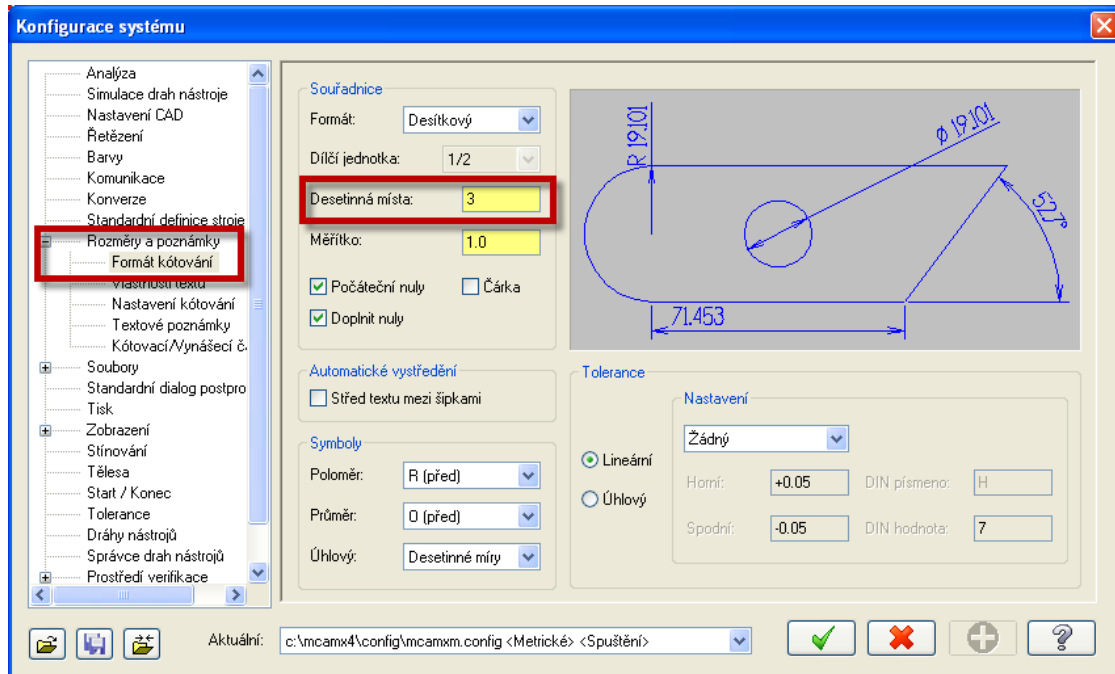 Konfigurace systému
Analýza
Simulace drah nástroje
Nastavení CAD
Řetězení
Barvy
Komunikace
Konverze
Standardní definice stroje
Rozměry a poznámky
Formát kótování
Vlastnosti textu
Nastavení kótování
Textové poznámky
Kótovací/Vynášecí č
Soubory
Standardní dialog postpro
Tisk
Zobrazení
Stínování
Tělesa
Start / Konec
Tolerance
Dráhy nástrojů
Správce drah nástrojů
Prostředí verifikace
Souřadnice
Formát: Desítkový
Dílčí jednotka: 1/2
Desetinná místa: 3
Měřítko: 1.0
Počáteční nuly Čárka
Doplnit nuly
Automatické vystředění
Střed textu mezi šipkami
Symboly
Poloměr: R (před)
Průměr: O (před)
Úhlový: Desetinné míry
R 19.101
φ 19.101
52.7°
71.453
Tolerance
Lineární
Úhlový
Nastavení
Žádný
Horní: +0.05 DIN písmeno: H
Spodní: -0.05 DIN hodnota: 7
Aktuální: c:\mcamx4\config\mcamxm.config <Metrické> <Spuštění>